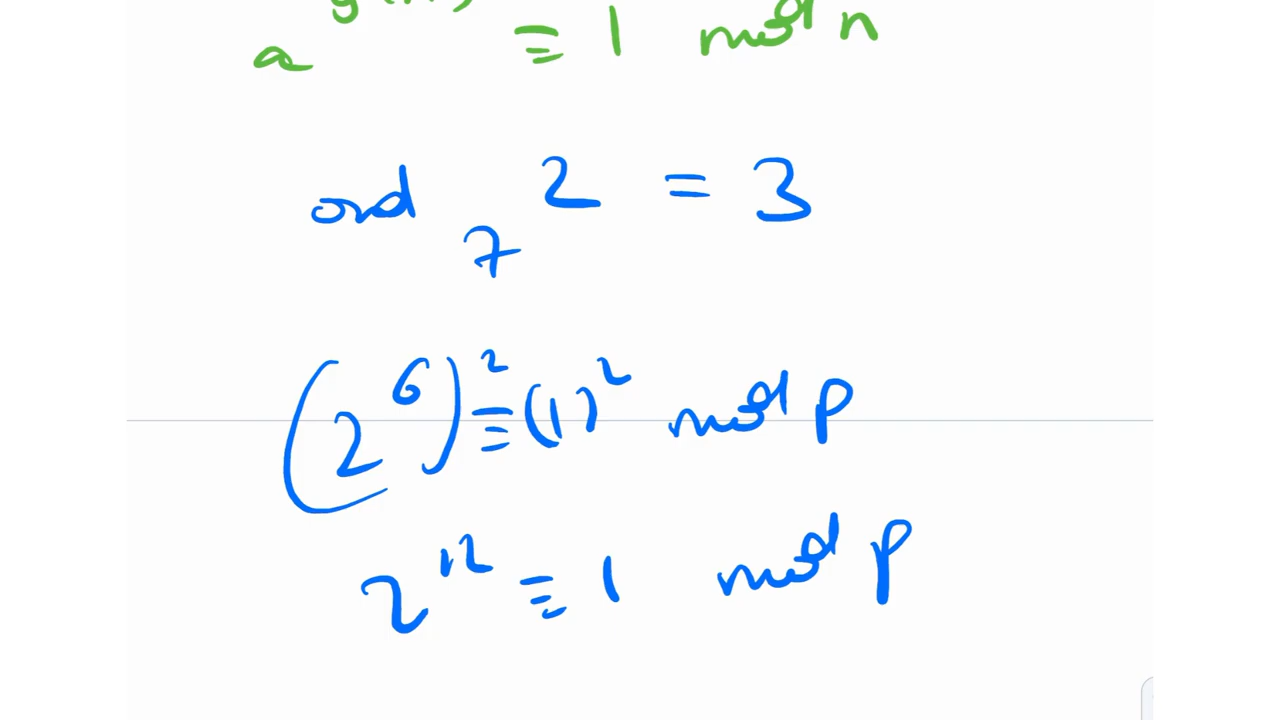 a ≡ 1 mod n
ord₇ 2 = 3
(2⁶)² ≡ (1)² mod p
2¹² ≡ 1 mod p